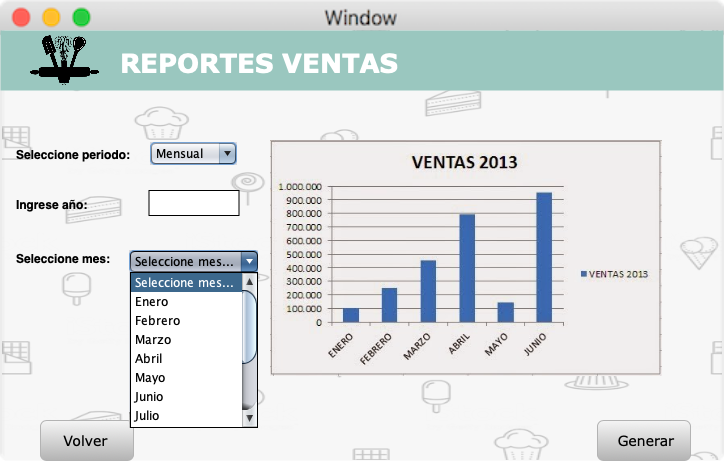 Window
REPORTES VENTAS
Seleccione periodo:
Mensual
Ingrese año:
Seleccione mes:
Seleccione mes...
Seleccione mes...
Enero
Febrero
Marzo
Abril
Mayo
Junio
Julio
VENTAS 2013
1.000.000
900.000
800.000
700.000
600.000
500.000
400.000
300.000
200.000
100.000
0
ENERO
FEBRERO
MARZO
ABRIL
MAYO
JUNIO
VENTAS 2013
Volver
Generar